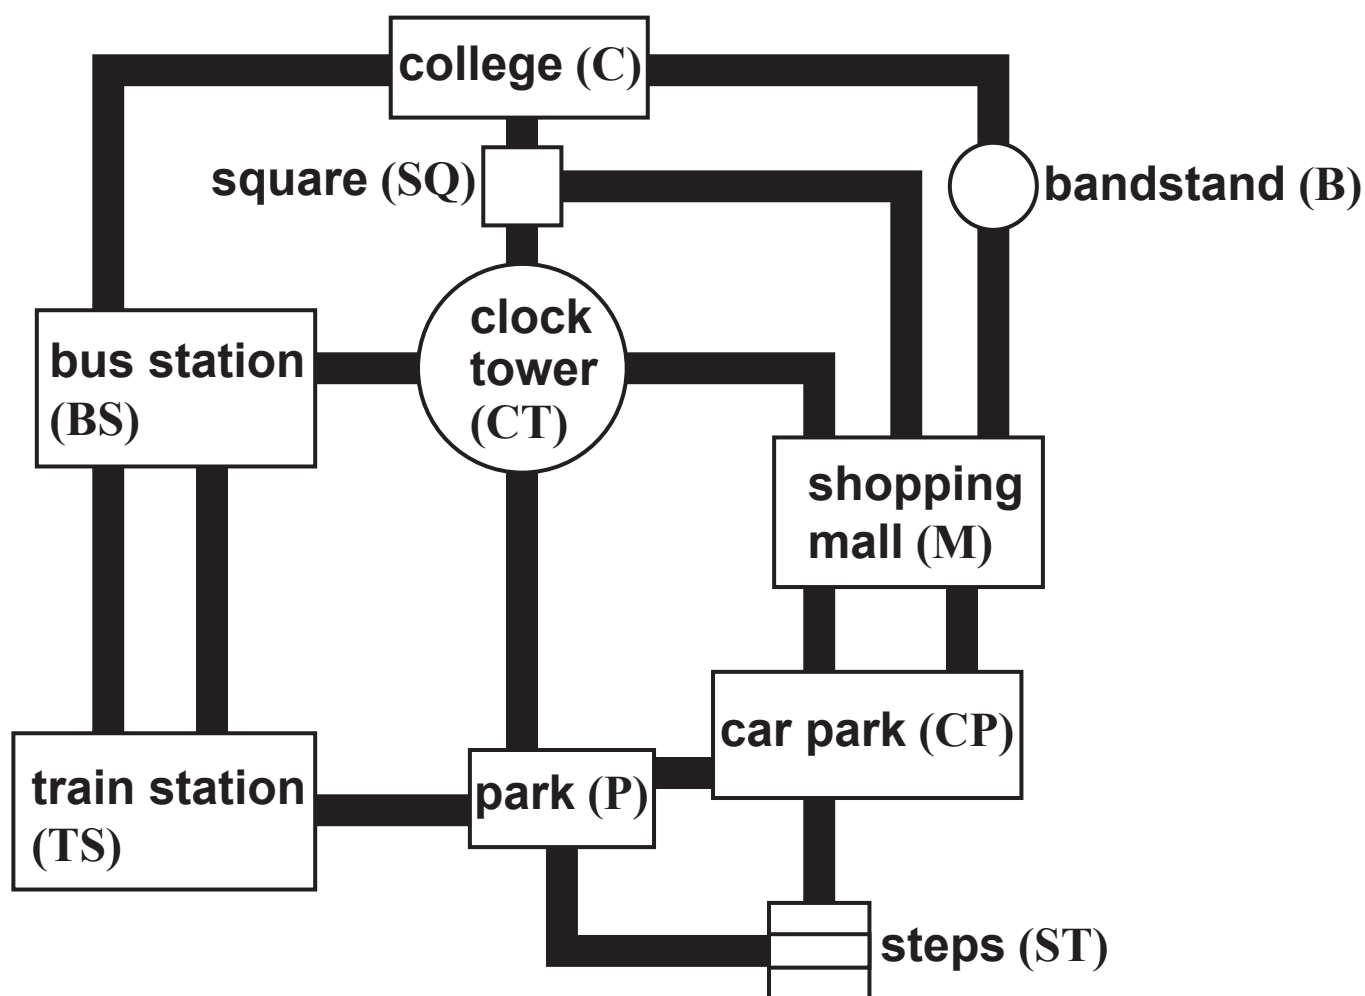 college (C)
square (SQ)
bandstand (B)
clock
tower
(CT)
bus station
(BS)
shopping
mall (M)
car park (CP)
train station
(TS)
park (P)
steps (ST)